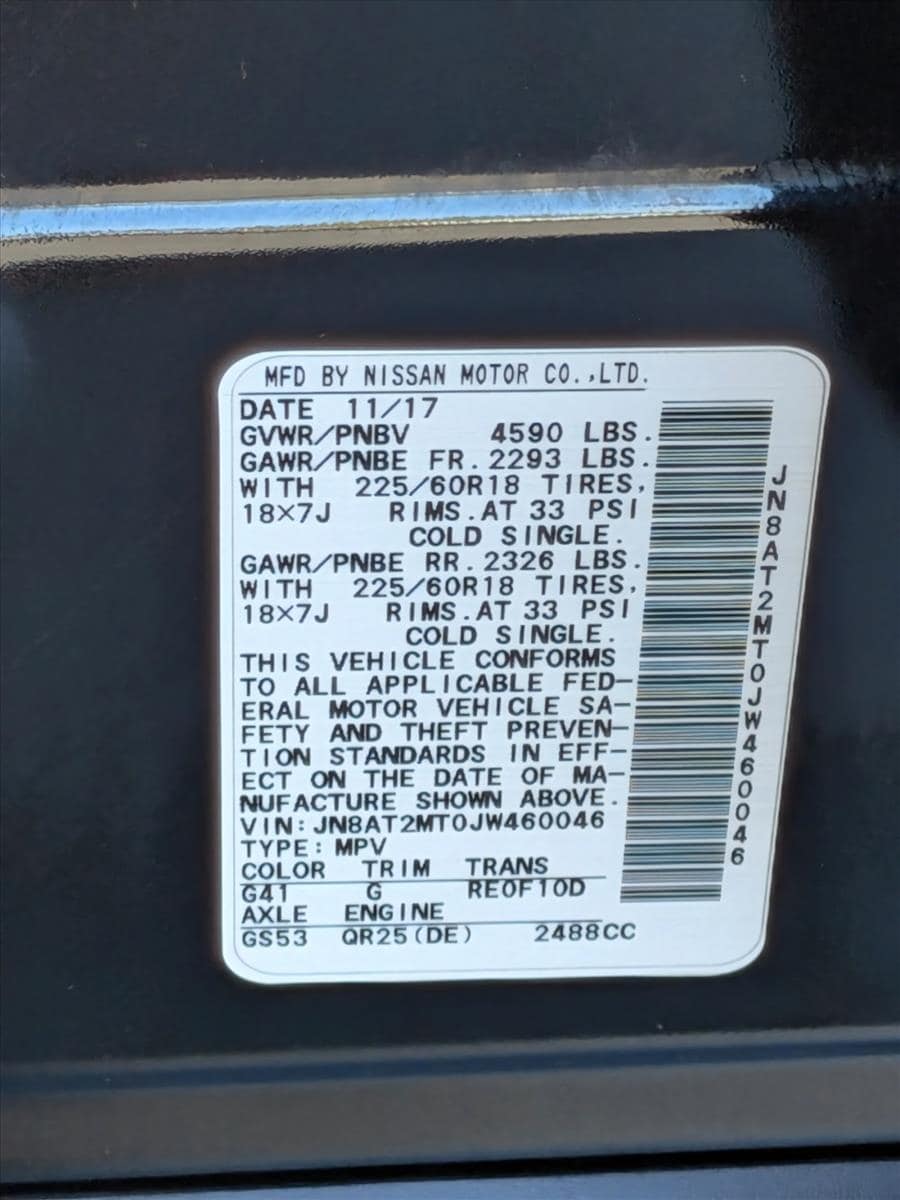 MFD BY NISSAN MOTOR CO.,LTD.
DATE 11/17
GVWR/PNBV 4590 LBS.
GAWR/PNBE FR. 2293 LBS.
WITH 225/60R18 TIRES,
18×7J RIMS.AT 33 PSI
COLD SINGLE.
GAWR/PNBE RR. 2326 LBS.
WITH 225/60R18 TIRES,
18×7J RIMS.AT 33 PSI
COLD SINGLE.
THIS VEHICLE CONFORMS
TO ALL APPLICABLE FED-
ERAL MOTOR VEHICLE SA-
FETY AND THEFT PREVEN-
TION STANDARDS IN EFF-
ECT ON THE DATE OF MA-
NUFACTURE SHOWN ABOVE.
VIN: JN8AT2MT0JW460046
TYPE: MPV
COLOR TRIM TRANS
G41 G RE0F10D
AXLE ENGINE
GS53 QR25(DE) 2488CC
JN8AT2MT0JW460046